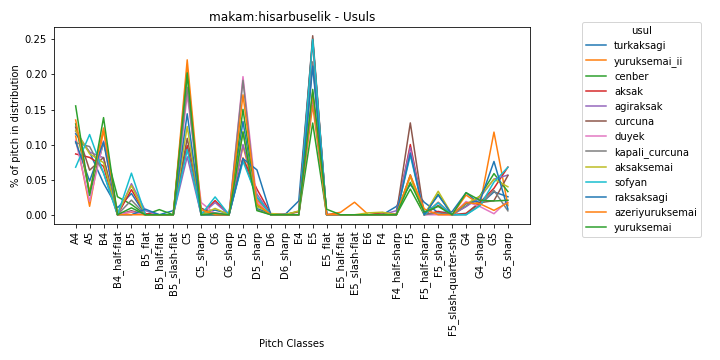 makam:hisarbuselik - Usuls
% of pitch in distribution
0.25
0.20
0.15
0.10
0.05
0.00
A4
A5
B4
B4_half-flat
B5
B5_flat
B5_half-flat
B5_slash-flat
C5
C5_sharp
C6
C6_sharp
D5
D5_sharp
D6
D6_sharp
E4
E5
E5_flat
E5_half-flat
E5_slash-flat
E6
F4
F4_half-sharp
F5
F5_half-sharp
F5_sharp
F5_slash-quarter-sha
G4
G4_sharp
G5
G5_sharp
Pitch Classes
usul
turkaksagi
yuruksemai_ii
cenber
aksak
agiraksak
curcuna
duyek
kapali_curcuna
aksaksemai
sofyan
raksaksagi
azeriyuruksemai
yuruksemai